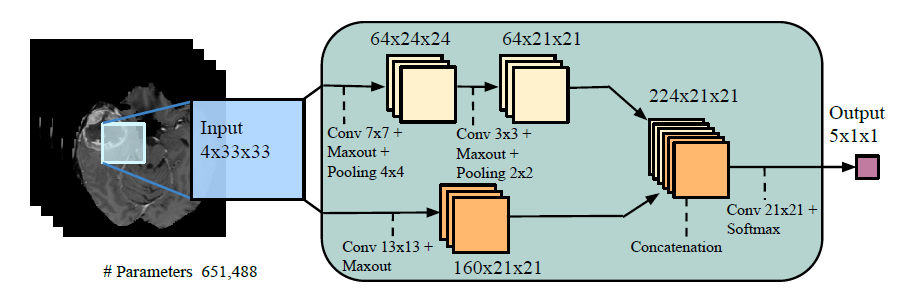 64x24x24
64x21x21
224x21x21
Output
5x1x1
Input
4x33x33
Conv 7x7 +
Maxout +
Pooling 4x4
Conv 3x3 +
Maxout +
Pooling 2x2
Conv 21x21 +
Softmax
Conv 13x13 +
Maxout
Concatenation
160x21x21
# Parameters 651,488